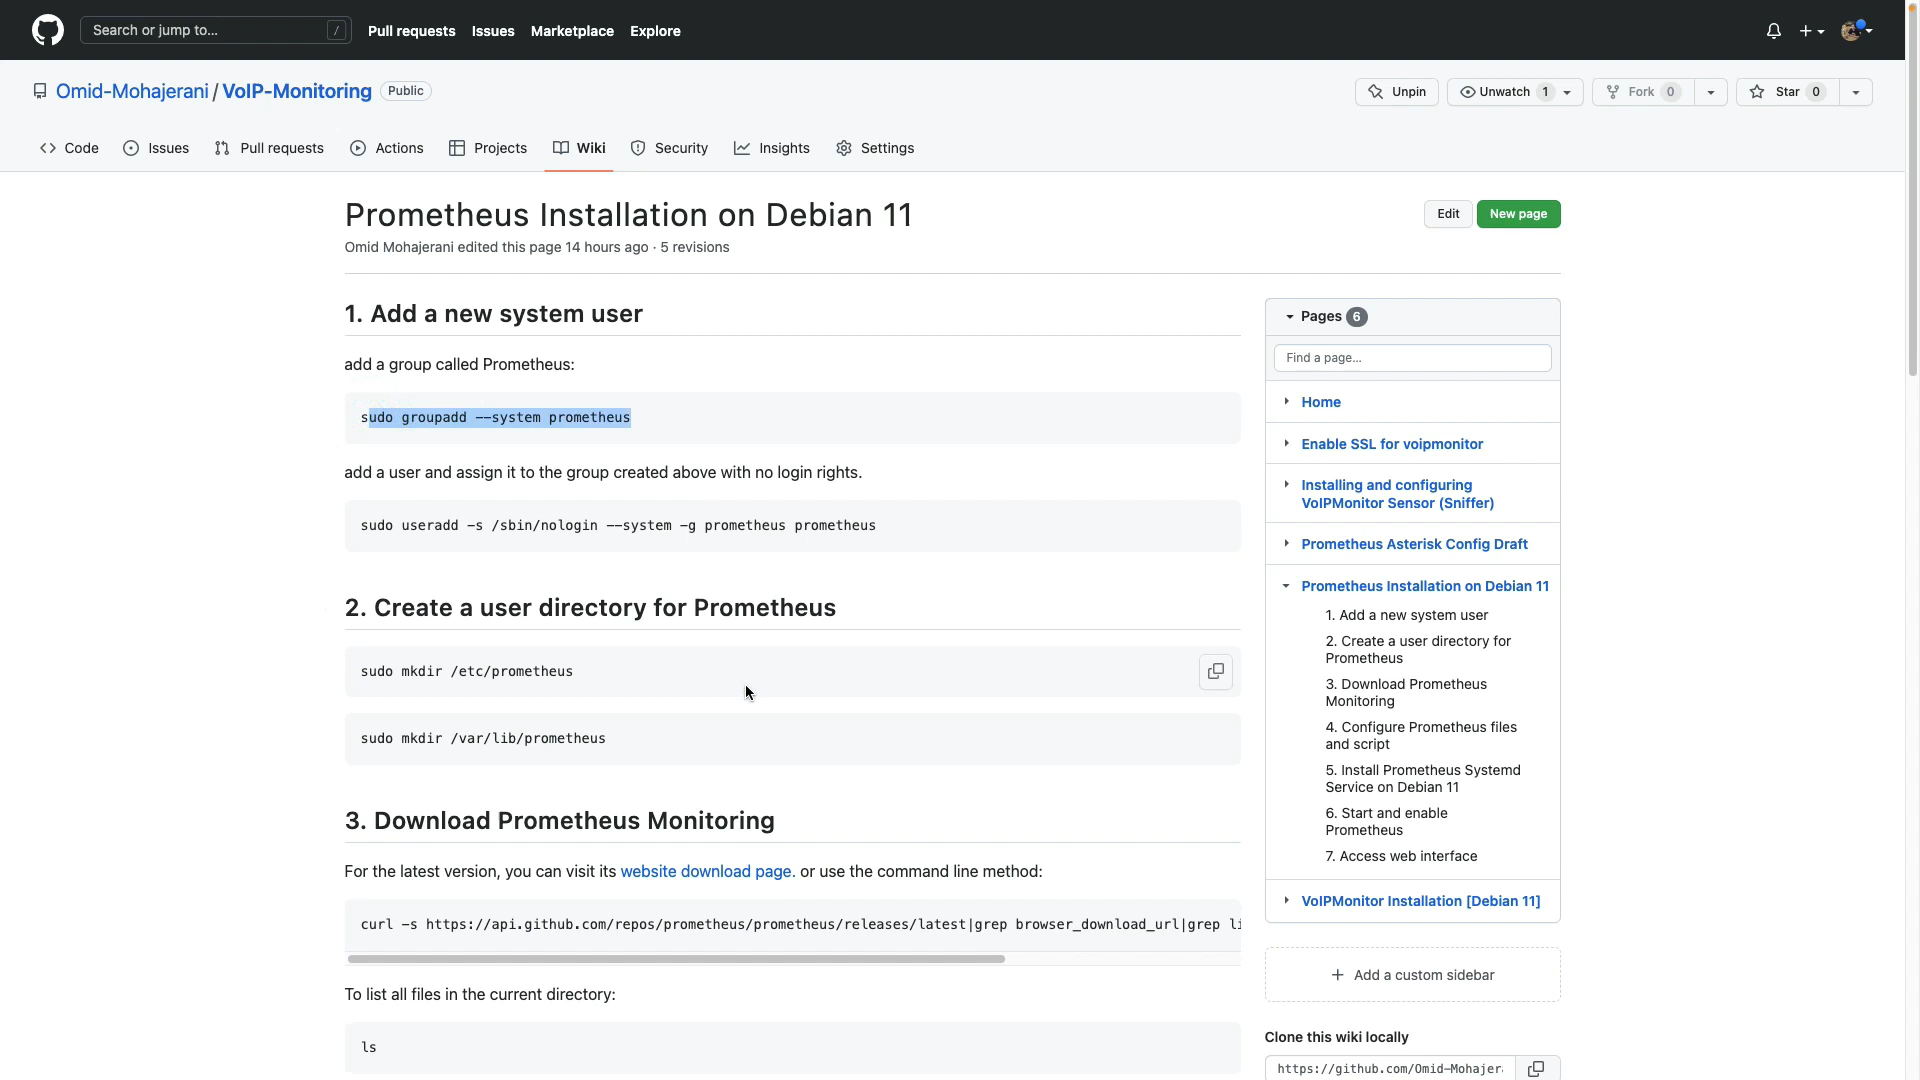 Search or jump to... /
Pull requests Issues Marketplace Explore
Omid-Mohajerani / VoIP-Monitoring Public
Unpin Unwatch 1 Fork 0 Star 0
Code Issues Pull requests Actions Projects Wiki Security Insights Settings
Prometheus Installation on Debian 11
Edit New page
Omid Mohajerani edited this page 14 hours ago · 5 revisions
1. Add a new system user
add a group called Prometheus:
sudo groupadd --system prometheus
add a user and assign it to the group created above with no login rights.
sudo useradd -s /sbin/nologin --system -g prometheus prometheus
2. Create a user directory for Prometheus
sudo mkdir /etc/prometheus
sudo mkdir /var/lib/prometheus
3. Download Prometheus Monitoring
For the latest version, you can visit its website download page. or use the command line method:
curl -s https://api.github.com/repos/prometheus/prometheus/releases/latest|grep browser_download_url|grep
To list all files in the current directory:
ls
Pages 6
Find a page...
Home
Enable SSL for voipmonitor
Installing and configuring
VoIPMonitor Sensor (Sniffer)
Prometheus Asterisk Config Draft
Prometheus Installation on Debian 11
1. Add a new system user
2. Create a user directory for
Prometheus
3. Download Prometheus
Monitoring
4. Configure Prometheus files
and script
5. Install Prometheus Systemd
Service on Debian 11
6. Start and enable
Prometheus
7. Access web interface
VoIPMonitor Installation [Debian 11]
Add a custom sidebar
Clone this wiki locally
https://github.com/Omid-Mohajer